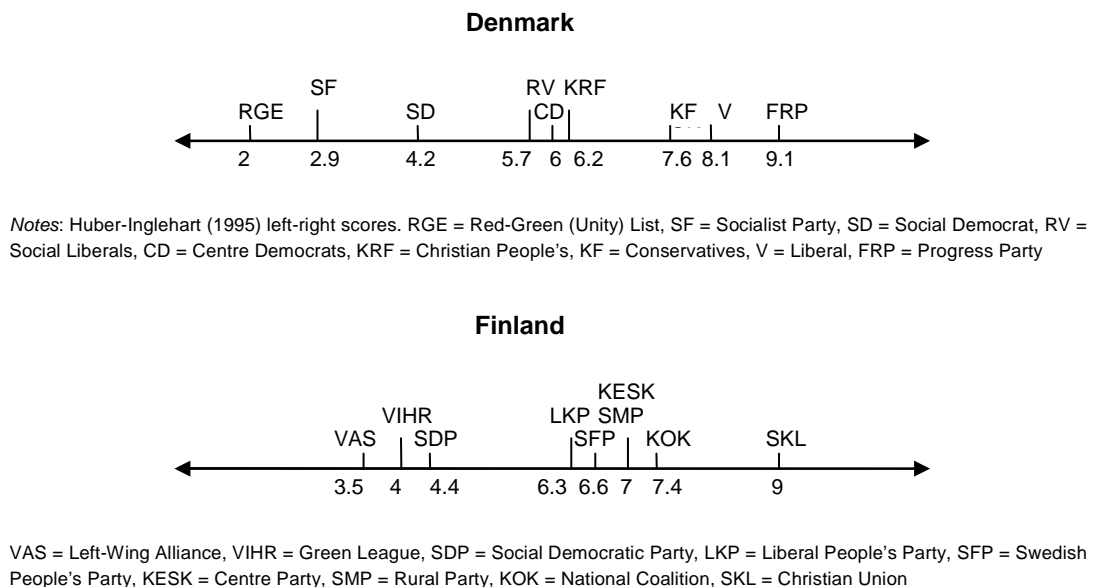 Denmark
SF RV KRF
RGE SD CD KF V FRP
2 2.9 4.2 5.7 6 6.2 7.6 8.1 9.1
Notes: Huber-Inglehart (1995) left-right scores. RGE = Red-Green (Unity) List, SF = Socialist Party, SD = Social Democrat, RV =
Social Liberals, CD = Centre Democrats, KRF = Christian People's, KF = Conservatives, V = Liberal, FRP = Progress Party
Finland
KESK
VIHR LKP SMP
VAS SDP SFP KOK SKL
3.5 4 4.4 6.3 6.6 7 7.4 9
VAS = Left-Wing Alliance, VIHR = Green League, SDP = Social Democratic Party, LKP = Liberal People's Party, SFP = Swedish
People's Party, KESK = Centre Party, SMP = Rural Party, KOK = National Coalition, SKL = Christian Union